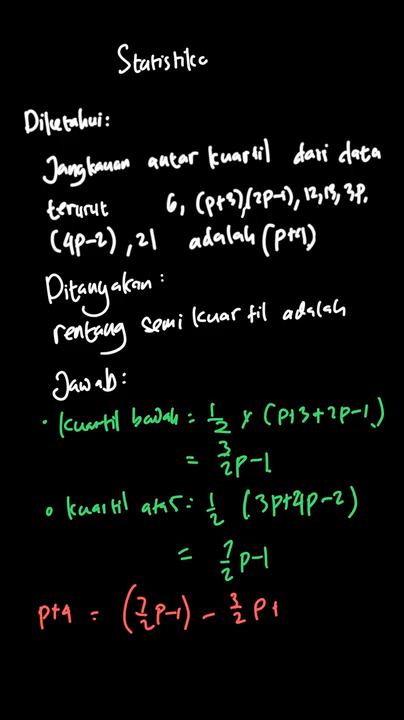 Statistika
Diketahui:
Jangkauan antar kuartil dari data
terurut 6, (p+3), (2p-1), 12, 13, 3p,
(4p-2), 21 adalah (p+4)
Ditanyakan:
rentang semi kuartil adalah
Jawab:
• kuartil bawah = 1/2 x (p+3+2p-1)
= 3/2 p-1
• kuartil atas = 1/2 (3p+4p-2)
= 7/2 p-1
p+4 = (7/2 p-1) - 3/2 p+